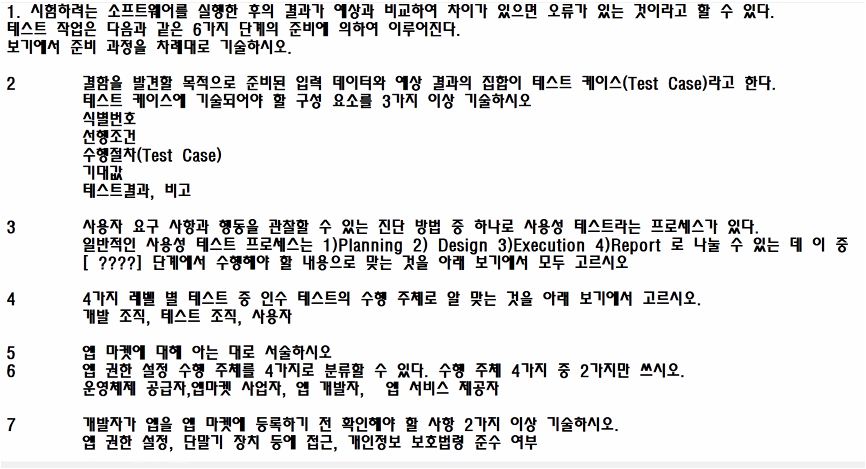 1. 시험하려는 소프트웨어를 실행한 후의 결과가 예상과 비교하여 차이가 있으면 오류가 있는 것이라고 할 수 있다.
테스트 작업은 다음과 같은 6가지 단계의 준비에 의하여 이루어진다.
보기에서 준비 과정을 차례대로 기술하시오.
2 결함을 발견할 목적으로 준비된 입력 데이터와 예상 결과의 집합이 테스트 케이스(Test Case)라고 한다.
테스트 케이스에 기술되어야 할 구성 요소를 3가지 이상 기술하시오
식별번호
선행조건
수행절차(Test Case)
기대값
테스트결과, 비고
3 사용자 요구 사항과 행동을 관찰할 수 있는 진단 방법 중 하나로 사용성 테스트라는 프로세스가 있다.
일반적인 사용성 테스트 프로세스는 1)Planning 2) Design 3)Execution 4)Report 로 나눌 수 있는 데 이 중
[ ????] 단계에서 수행해야 할 내용으로 맞는 것을 아래 보기에서 모두 고르시오
4 4가지 레벨 별 테스트 중 인수 테스트의 수행 주체로 알 맞는 것을 아래 보기에서 고르시오.
개발 조직, 테스트 조직, 사용자
5 앱 마켓에 대해 아는 대로 서술하시오
6 앱 권한 설정 수행 주체를 4가지로 분류할 수 있다. 수행 주체 4가지 중 2가지만 쓰시오.
운영체제 공급자,앱마켓 사업자, 앱 개발자, 앱 서비스 제공자
7 개발자가 앱을 앱 마켓에 등록하기 전 확인해야 할 사항 2가지 이상 기술하시오.
앱 권한 설정, 단말기 장치 등에 접근, 개인정보 보호법령 준수 여부